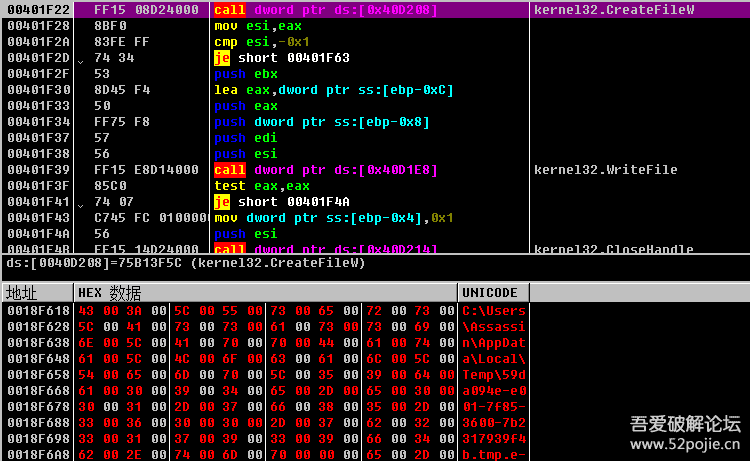 00401F22 FF15 08D24000 call dword ptr ds:[0x40D208] kernel32.CreateFileW
00401F28 8BF0 mov esi,eax
00401F2A 83FE FF cmp esi,-0x1
00401F2D 74 34 je short 00401F63
00401F2F 53 push ebx
00401F30 8D45 F4 lea eax,dword ptr ss:[ebp-0xC]
00401F33 50 push eax
00401F34 FF75 F8 push dword ptr ss:[ebp-0x8]
00401F37 57 push edi
00401F38 56 push esi
00401F39 FF15 E8D14000 call dword ptr ds:[0x40D1E8] kernel32.WriteFile
00401F3F 85C0 test eax,eax
00401F41 74 07 je short 00401F4A
00401F43 C745 FC 0100000 mov dword ptr ss:[ebp-0x4],0x1
00401F4A 56 push esi
00401F4B FF15 14D24000 call dword ptr ds:[0x40D214] kernel32.CloseHandle
ds:[0040D208]=75B13F5C (kernel32.CreateFileW)
地址 HEX 数据 UNICODE
0018F618 43 00 3A 00 5C 00 55 00 73 00 65 00 72 00 73 00 C:\Users
0018F628 5C 00 41 00 73 00 73 00 61 00 73 00 73 00 69 00 \Assassi
0018F638 6E 00 5C 00 41 00 70 00 70 00 44 00 61 00 74 00 n\AppDat
0018F648 61 00 5C 00 4C 00 6F 00 63 00 61 00 6C 00 5C 00 a\Local\
0018F658 54 00 65 00 6D 00 70 00 5C 00 35 00 39 00 64 00 Temp\59d
0018F668 61 00 30 00 39 00 34 00 65 00 2D 00 65 00 30 00 a094e-e0
0018F678 30 00 31 00 2D 00 37 00 66 00 38 00 35 00 2D 00 01-7f85-
0018F688 33 00 36 00 30 00 30 00 2D 00 37 00 62 00 32 00 3600-7b2
0018F698 33 00 31 00 37 00 39 00 33 00 39 00 66 00 34 00 317939f4
0018F6A8 62 00 2E 00 74 00 6D 00 70 00 00 00 65 00 2D 00 b.tmp.e-
吾爱破解论坛
www.52pojie.cn